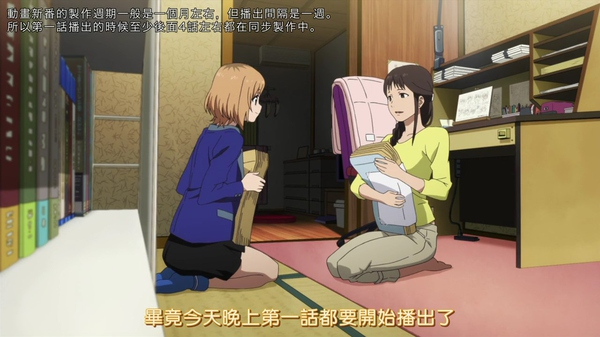 動畫新番的製作週期一般是一個月左右，但播出間隔是一週。
所以第一話播出的時候至少後面4話左右都在同步製作中。
畢竟今天晚上第一話都要開始播出了